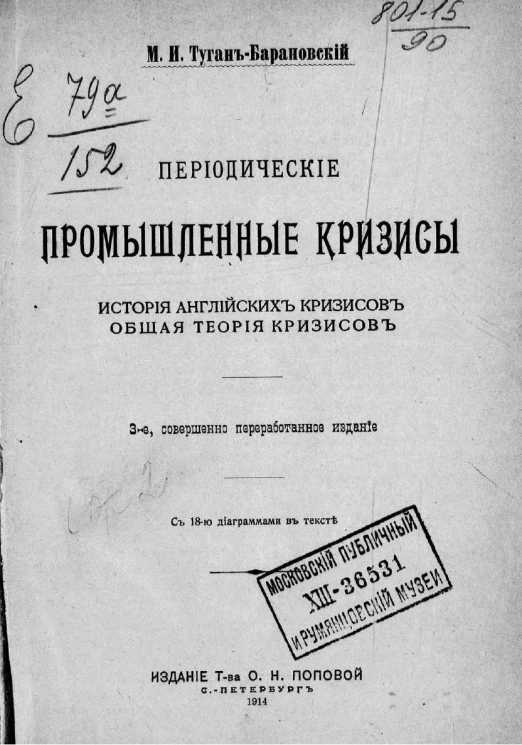 801-15
90
М. И. Туганъ-Барановскій
Е 79а
152
ПЕРІОДИЧЕСКІЕ
ПРОМЫШЛЕННЫЕ КРИЗИСЫ
ИСТОРІЯ АНГЛІЙСКИХЪ КРИЗИСОВЪ
ОБЩАЯ ТЕОРІЯ КРИЗИСОВЪ
3-е, совершенно переработанное изданіе
Съ 18-ю діаграммами въ текстѣ
МОСКОВСКІЙ ПУБЛИЧНЫЙ
XIII-36531
И РУМЯНЦОВСКІЙ МУЗЕИ
ИЗДАНІЕ Т-ва О. Н. ПОПОВОЙ
С.-ПЕТЕРБУРГЪ
1914